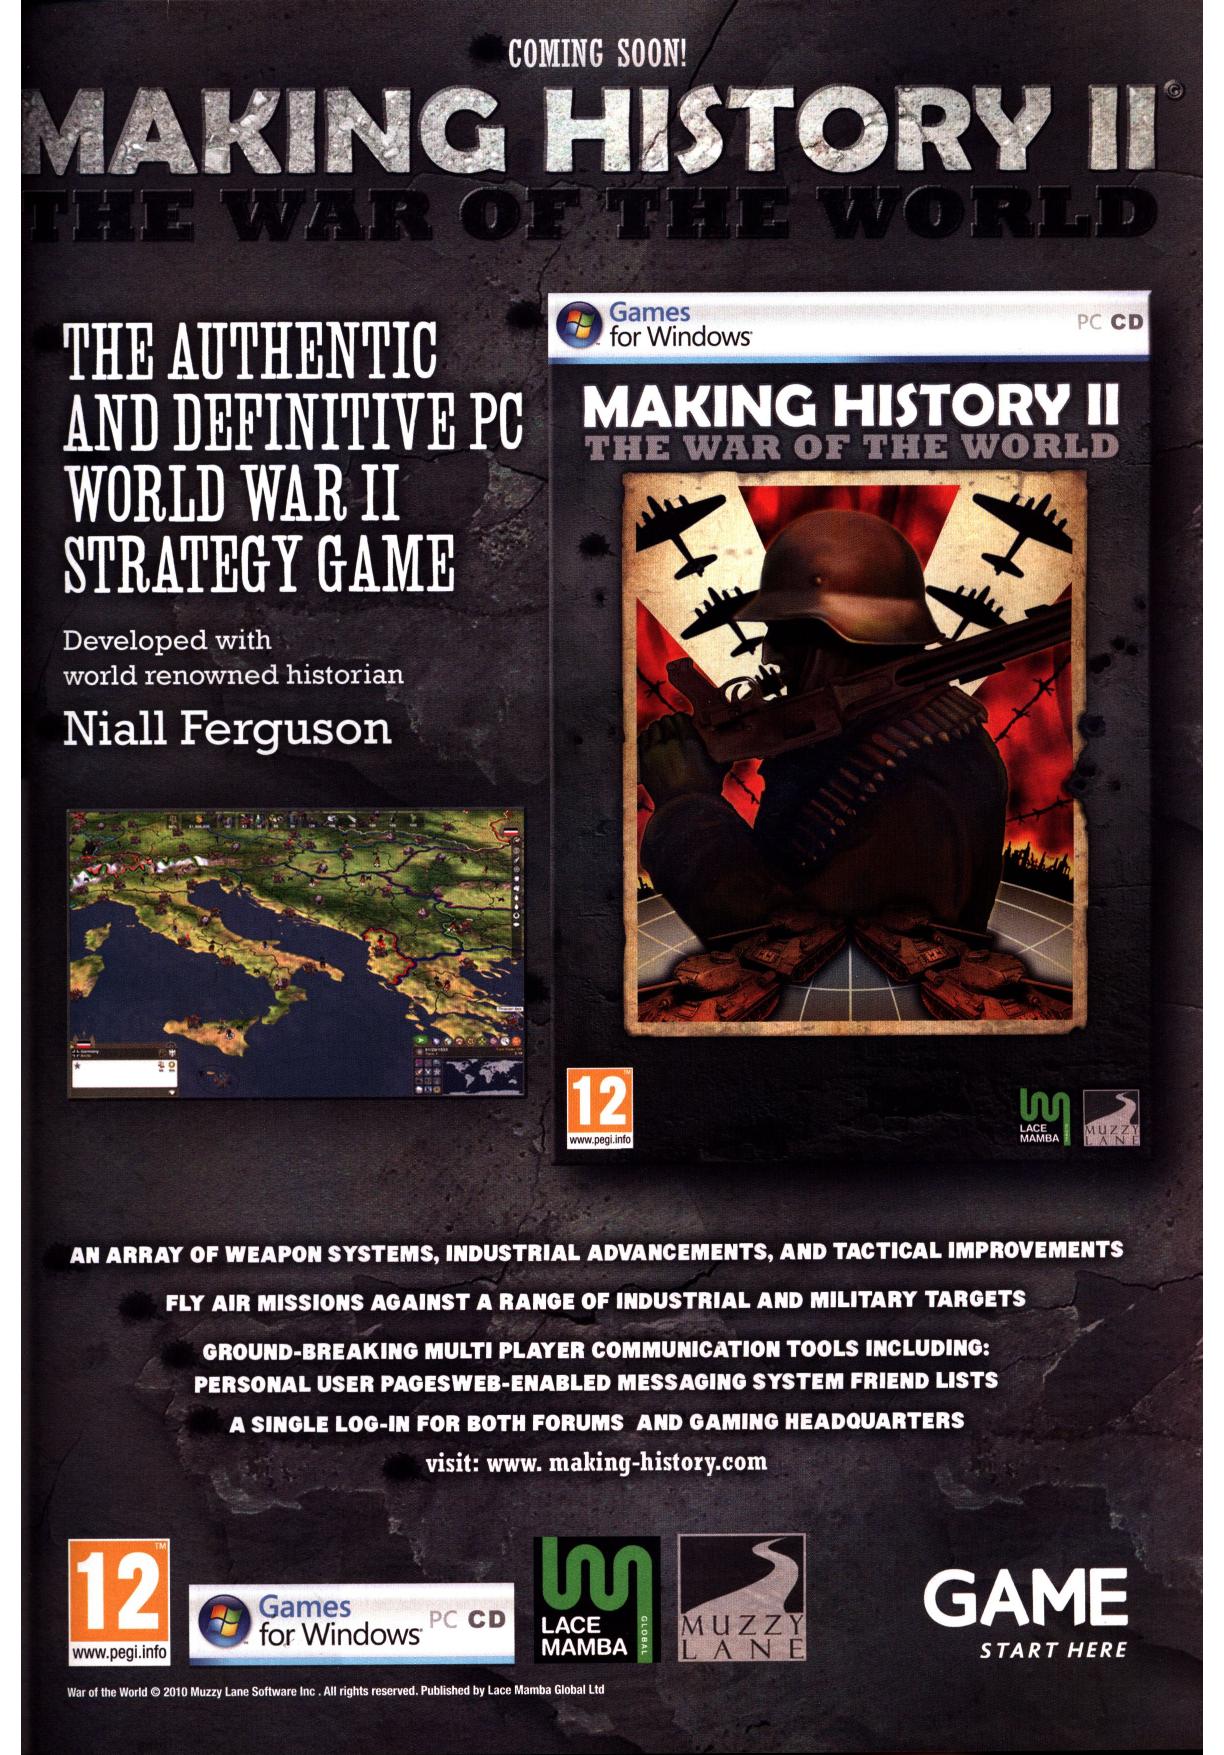 COMING SOON!
MAKING HISTORY II
THE WAR OF THE WORLD
THE AUTHENTIC
AND DEFINITIVE PC
WORLD WAR II
STRATEGY GAME
Developed with
world renowned historian
Niall Ferguson
Games
for Windows
PC CD
MAKING HISTORY II
THE WAR OF THE WORLD
12
www.pegi.info
LACE
MAMBA
MUZZY
LANE
AN ARRAY OF WEAPON SYSTEMS, INDUSTRIAL ADVANCEMENTS, AND TACTICAL IMPROVEMENTS
FLY AIR MISSIONS AGAINST A RANGE OF INDUSTRIAL AND MILITARY TARGETS
GROUND-BREAKING MULTI PLAYER COMMUNICATION TOOLS INCLUDING:
PERSONAL USER PAGESWEB-ENABLED MESSAGING SYSTEM FRIEND LISTS
A SINGLE LOG-IN FOR BOTH FORUMS AND GAMING HEADQUARTERS
visit: www. making-history.com
12™
www.pegi.info
Games
for Windows
PC CD
LACE
MAMBA
GLOBAL
MUZZY
LANE
GAME
START HERE
War of the World © 2010 Muzzy Lane Software Inc . All rights reserved. Published by Lace Mamba Global Ltd